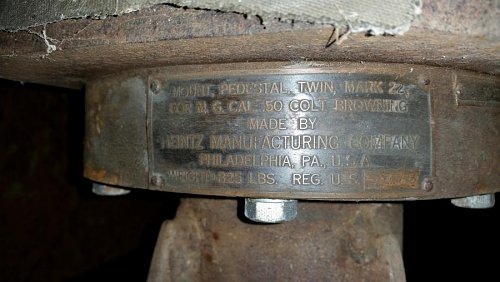 MOUNT, PEDESTAL, TWIN, MARK 22
FOR M. G. CAL .50 COLT BROWNING
MADE BY
HEINTZ MANUFACTURING COMPANY
PHILADELPHIA, PA, U.S.A
WEIGHT 825 LBS. REG. U.S.